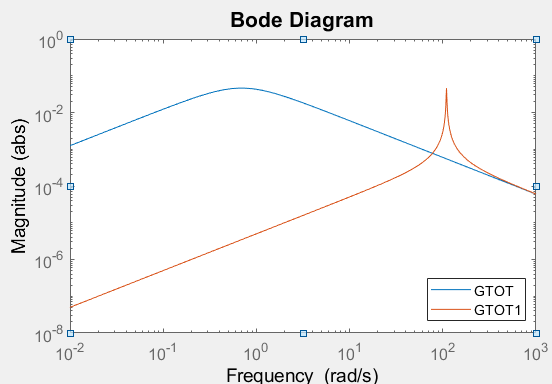 Bode Diagram
10^0
10^-2
10^-4
10^-6
10^-8
Magnitude (abs)
GTOT
GTOT1
10^-2 10^-1 10^0 10^1 10^2 10^3
Frequency (rad/s)